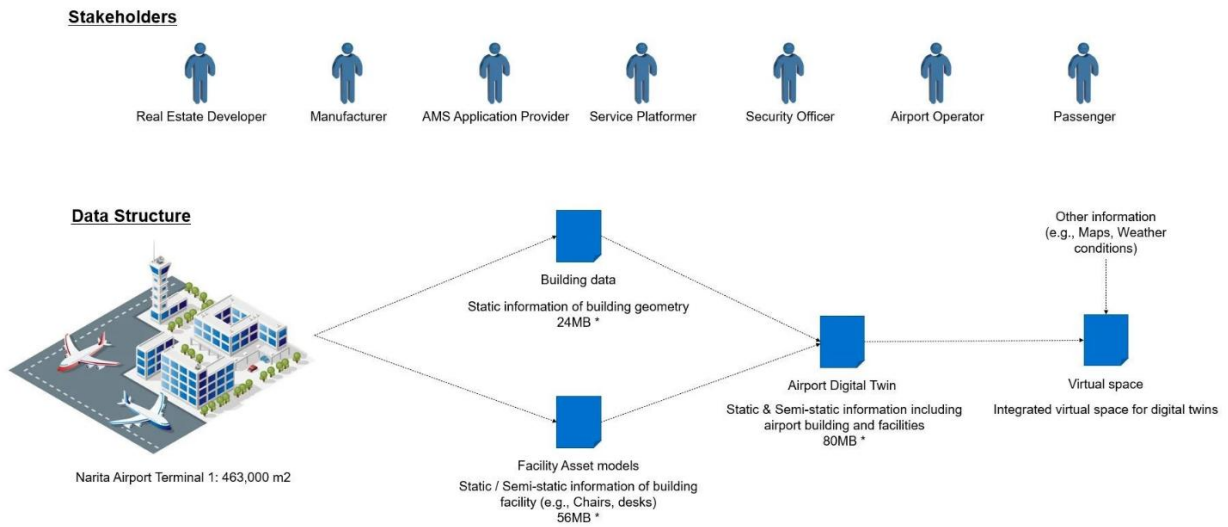 Stakeholders
Real Estate Developer
Manufacturer
AMS Application Provider
Service Platformer
Security Officer
Airport Operator
Passenger
Data Structure
Other information
(e.g., Maps, Weather
conditions)
Building data
Static information of building geometry
24MB *
Airport Digital Twin
Static & Semi-static information including
airport building and facilities
80MB *
Virtual space
Integrated virtual space for digital twins
Facility Asset models
Static / Semi-static information of building
facility (e.g., Chairs, desks)
56MB *
Narita Airport Terminal 1: 463,000 m2